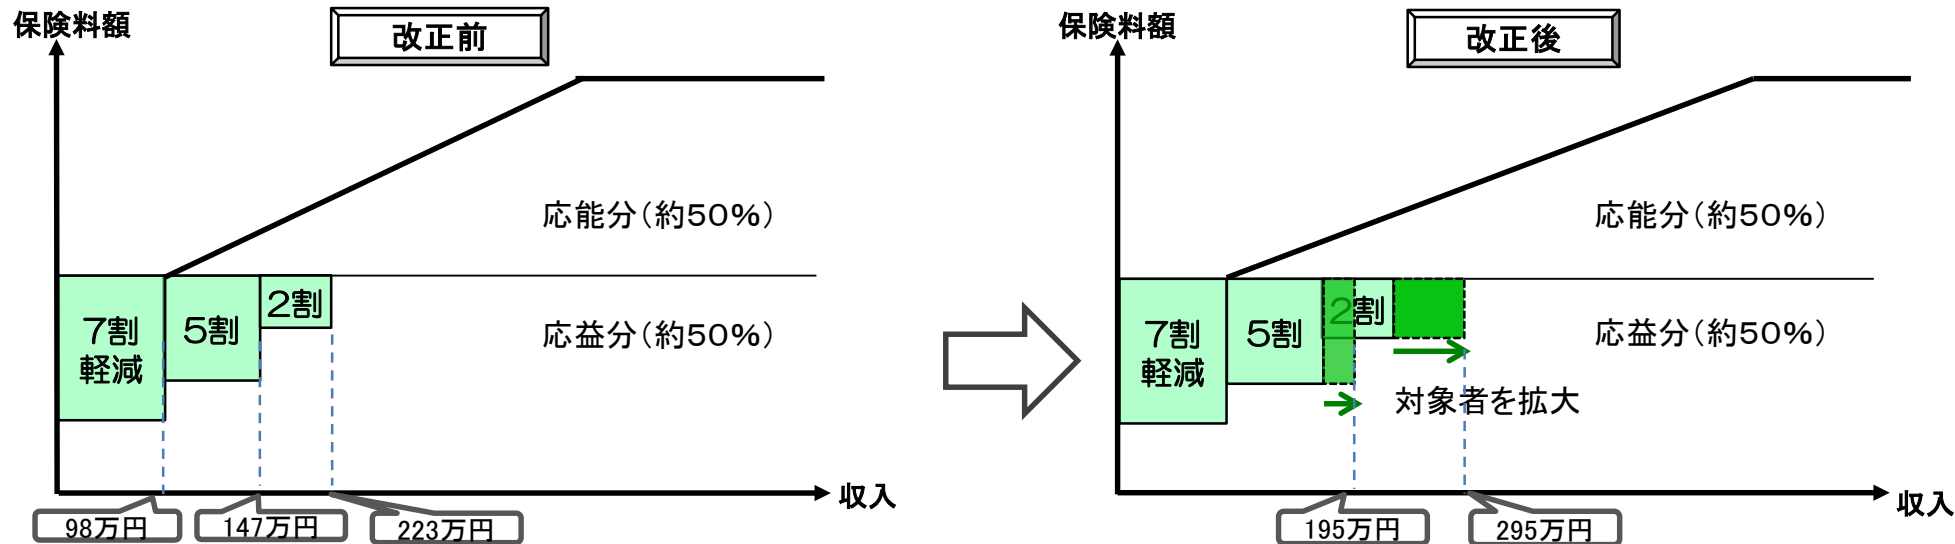 保険料額
改正前
応能分（約50%）
7割
軽減
5割
2割
応益分（約50%）
収入
98万円
147万円
223万円
保険料額
改正後
応能分（約50%）
7割
軽減
5割
2割
応益分（約50%）
対象者を拡大
収入
195万円
295万円